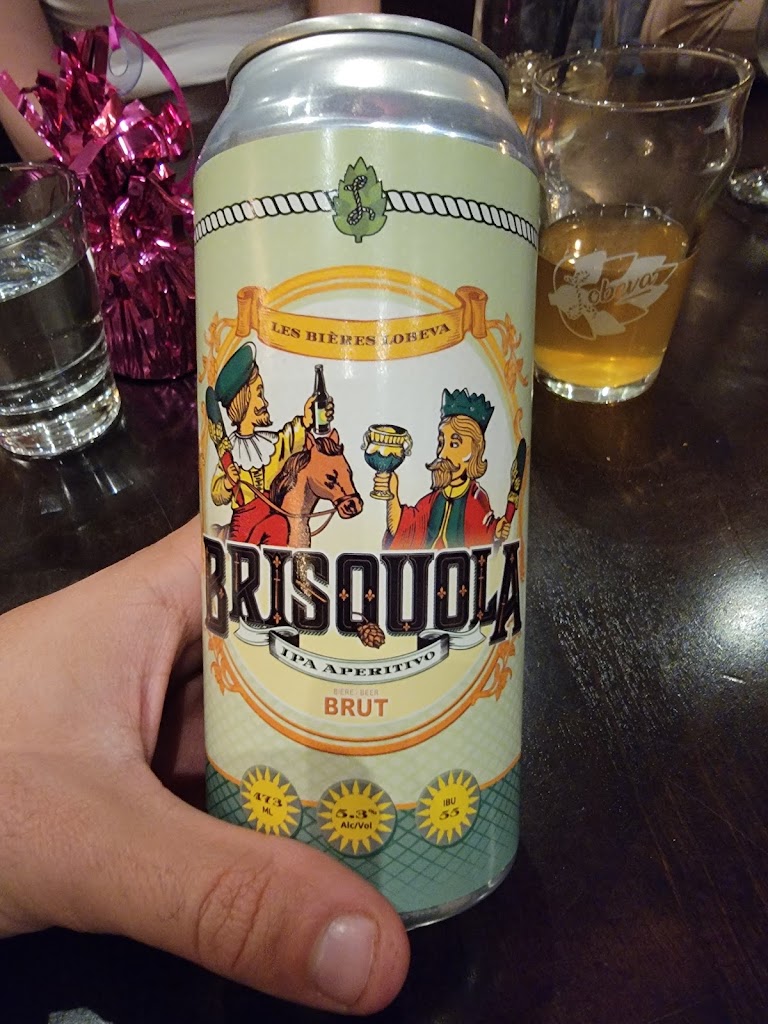 L
LES BIÈRES LOBEVA
BRISQUOLA
IPA APERITIVO
BIÈRE • BEER
BRUT
473
ML
5.3%
Alc/Vol
IBU
55
Lobeva